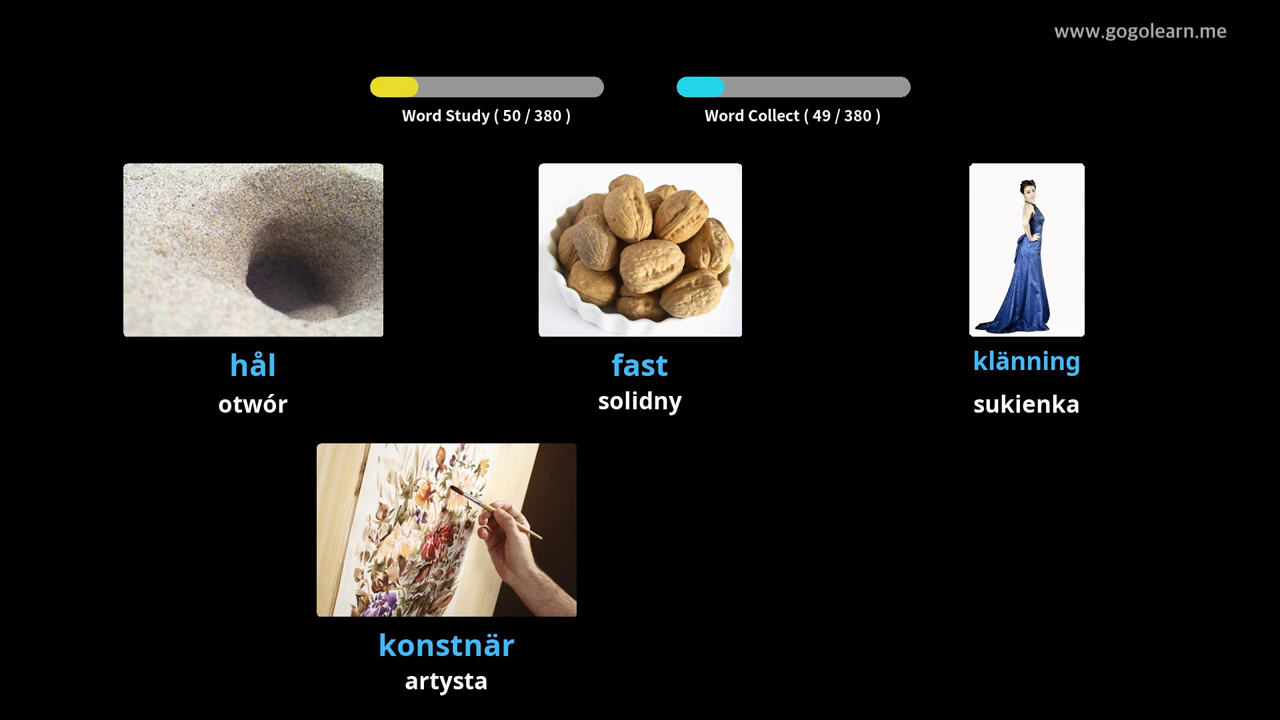 www.gogolearn.me
Word Study ( 50 / 380 )
Word Collect ( 49 / 380 )
hål
otwór
fast
solidny
klänning
sukienka
konstnär
artysta